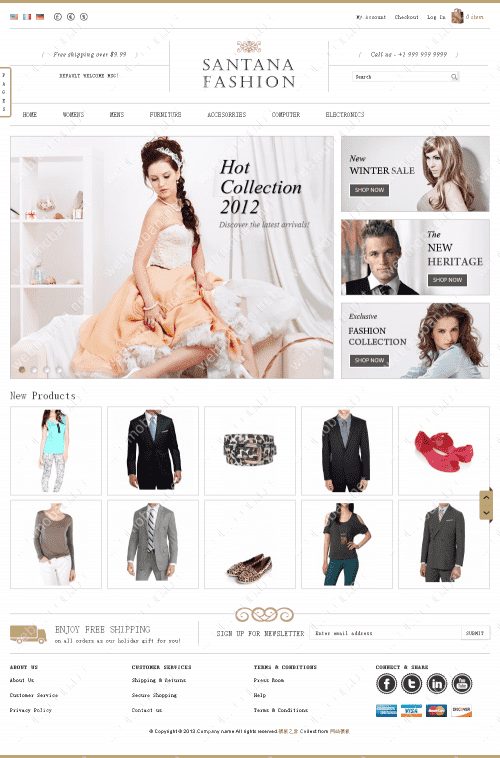 My Account Checkout Log In 0 item
( Free shipping over $9.99 )
SANTANA
FASHION
( Call us - +1 999 999 9999 )
PAGES
DEFAULT WELCOME MSG!
Search
HOME WOMENS MENS FURNITURE ACCESSORIES COMPUTER ELECTRONICS
Hot
Collection
2012
Discover the latest arrivals!
New
WINTER SALE
SHOP NOW
The
NEW
HERITAGE
SHOP NOW
Exclusive
FASHION
COLLECTION
SHOP NOW
New Products
ENJOY FREE SHIPPING
on all orders as our holiday gift for you!
SIGN UP FOR NEWSLETTER
Enter email address
SUBMIT
ABOUT US
About Us
Customer Service
Privacy Policy
CUSTOMER SERVICES
Shipping & Returns
Secure Shopping
Contact us
TERMS & CONDITIONS
Press Room
Help
Terms & Conditions
CONNECT & SHARE
You Tube
VISA
DISCOVER
© Copyright © 2013.Company name All rights reserved.模板之家 Collect from 网站模板